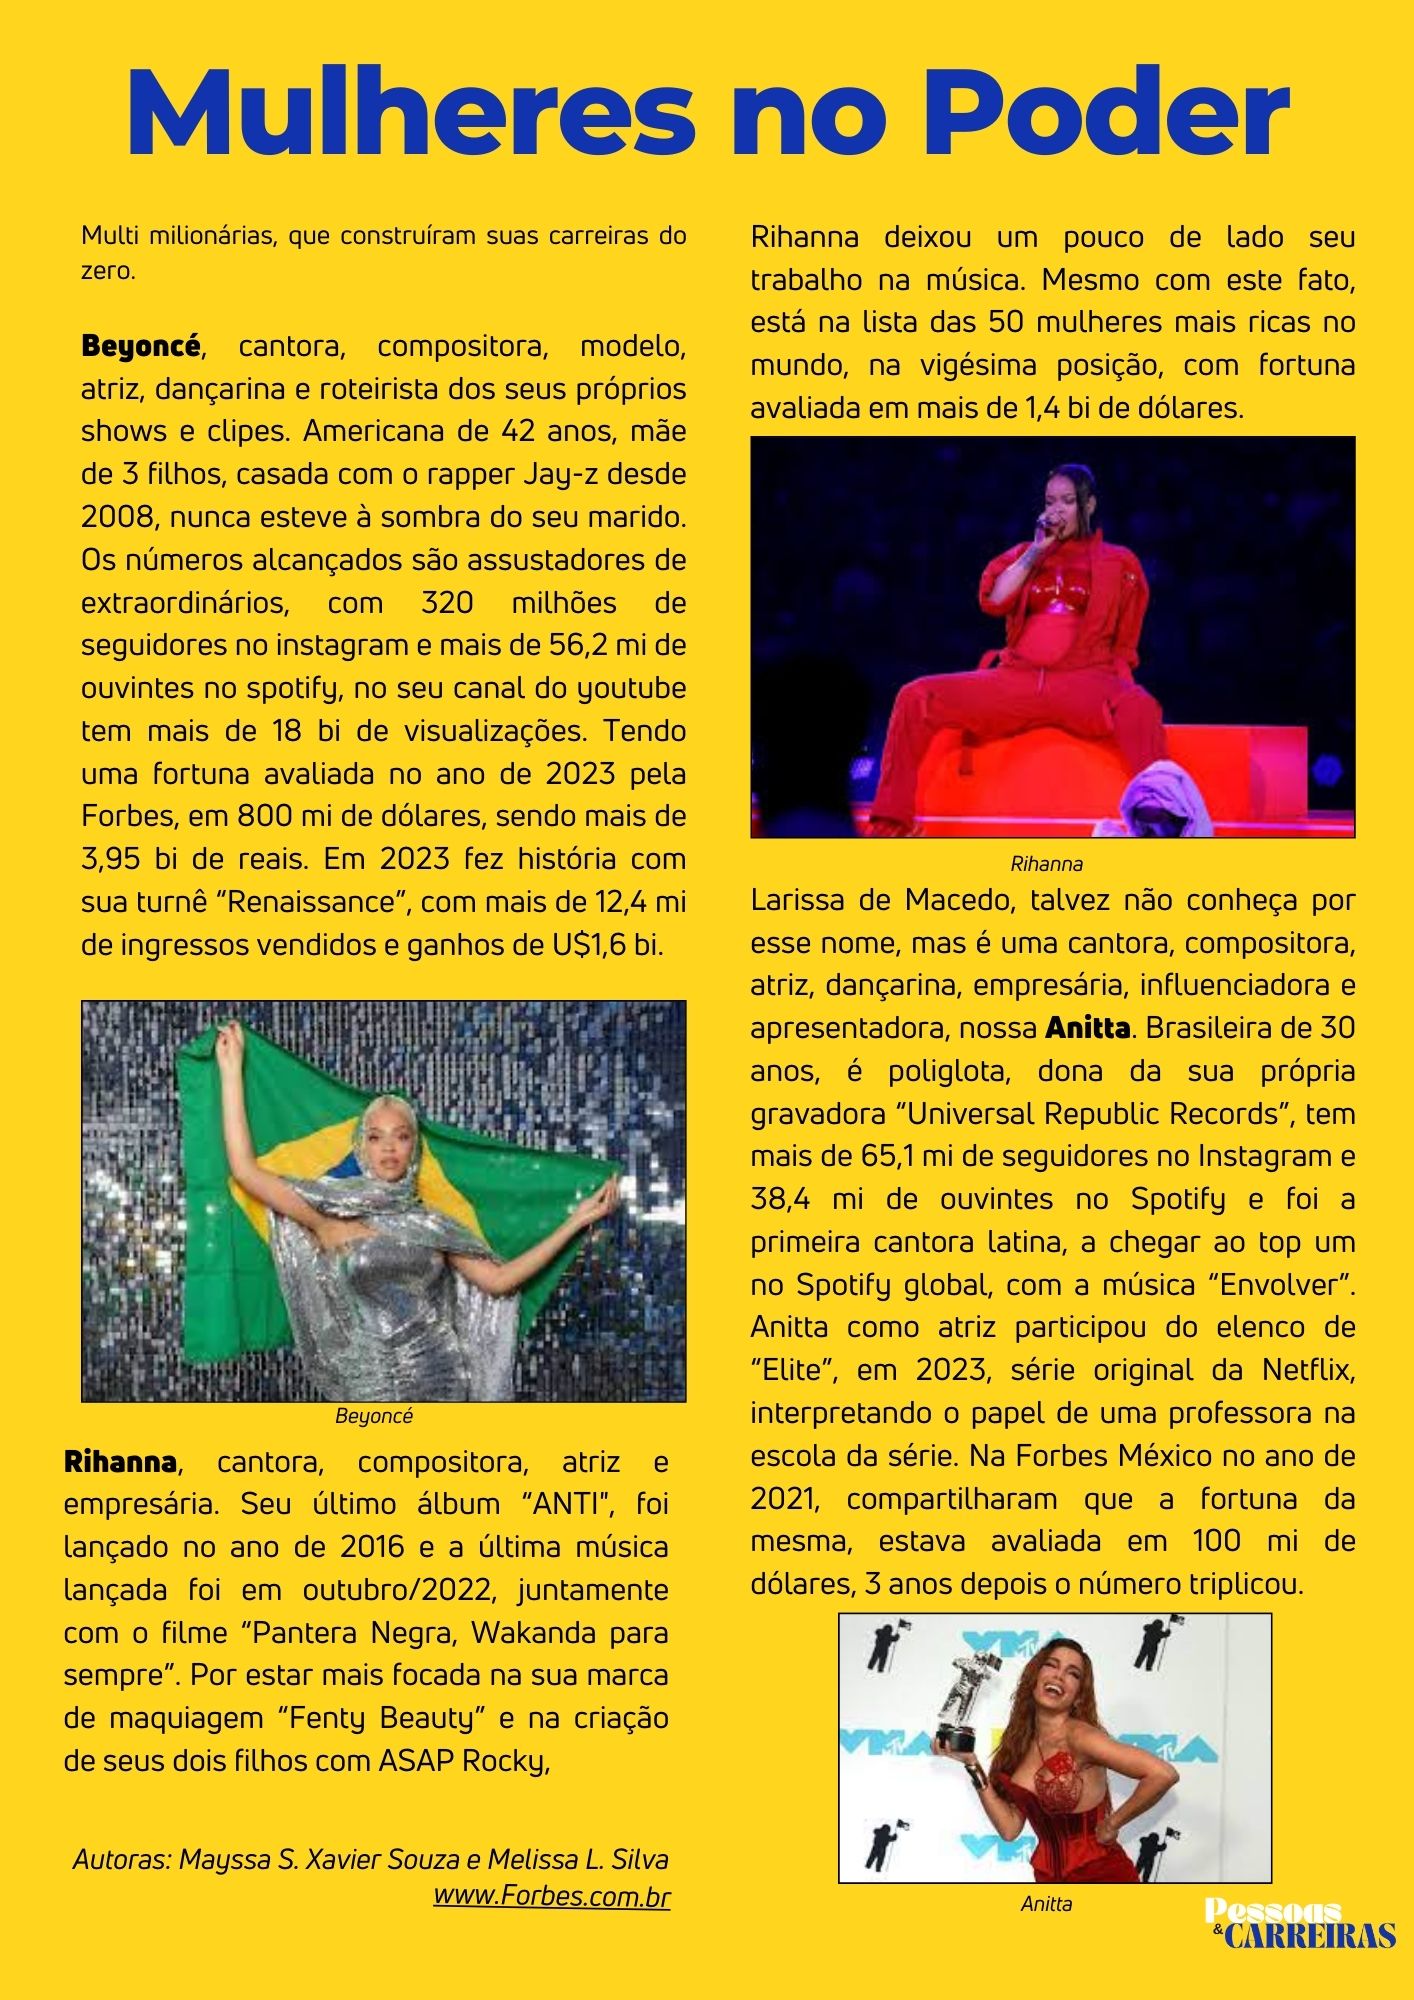 Mulheres no Poder
Multi milionárias, que construíram suas carreiras do
zero.
Beyoncé, cantora, compositora, modelo,
atriz, dançarina e roteirista dos seus próprios
shows e clipes. Americana de 42 anos, mãe
de 3 filhos, casada com o rapper Jay-z desde
2008, nunca esteve à sombra do seu marido.
Os números alcançados são assustadores de
extraordinários, com 320 milhões de
seguidores no instagram e mais de 56,2 mi de
ouvintes no spotify, no seu canal do youtube
tem mais de 18 bi de visualizações. Tendo
uma fortuna avaliada no ano de 2023 pela
Forbes, em 800 mi de dólares, sendo mais de
3,95 bi de reais. Em 2023 fez história com
sua turnê “Renaissance”, com mais de 12,4 mi
de ingressos vendidos e ganhos de U$1,6 bi.
Beyoncé
Rihanna, cantora, compositora, atriz e
empresária. Seu último álbum “ANTI”, foi
lançado no ano de 2016 e a última música
lançada foi em outubro/2022, juntamente
com o filme “Pantera Negra, Wakanda para
sempre”. Por estar mais focada na sua marca
de maquiagem “Fenty Beauty” e na criação
de seus dois filhos com ASAP Rocky,
Autoras: Mayssa S. Xavier Souza e Melissa L. Silva
www.Forbes.com.br
Rihanna deixou um pouco de lado seu
trabalho na música. Mesmo com este fato,
está na lista das 50 mulheres mais ricas no
mundo, na vigésima posição, com fortuna
avaliada em mais de 1,4 bi de dólares.
Rihanna
Larissa de Macedo, talvez não conheça por
esse nome, mas é uma cantora, compositora,
atriz, dançarina, empresária, influenciadora e
apresentadora, nossa Anitta. Brasileira de 30
anos, é poliglota, dona da sua própria
gravadora “Universal Republic Records”, tem
mais de 65,1 mi de seguidores no Instagram e
38,4 mi de ouvintes no Spotify e foi a
primeira cantora latina, a chegar ao top um
no Spotify global, com a música “Envolver”.
Anitta como atriz participou do elenco de
“Elite”, em 2023, série original da Netflix,
interpretando o papel de uma professora na
escola da série. Na Forbes México no ano de
2021, compartilharam que a fortuna da
mesma, estava avaliada em 100 mi de
dólares, 3 anos depois o número triplicou.
VMA
VMA
VMA
Anitta
Pessoas
&CARREIRAS